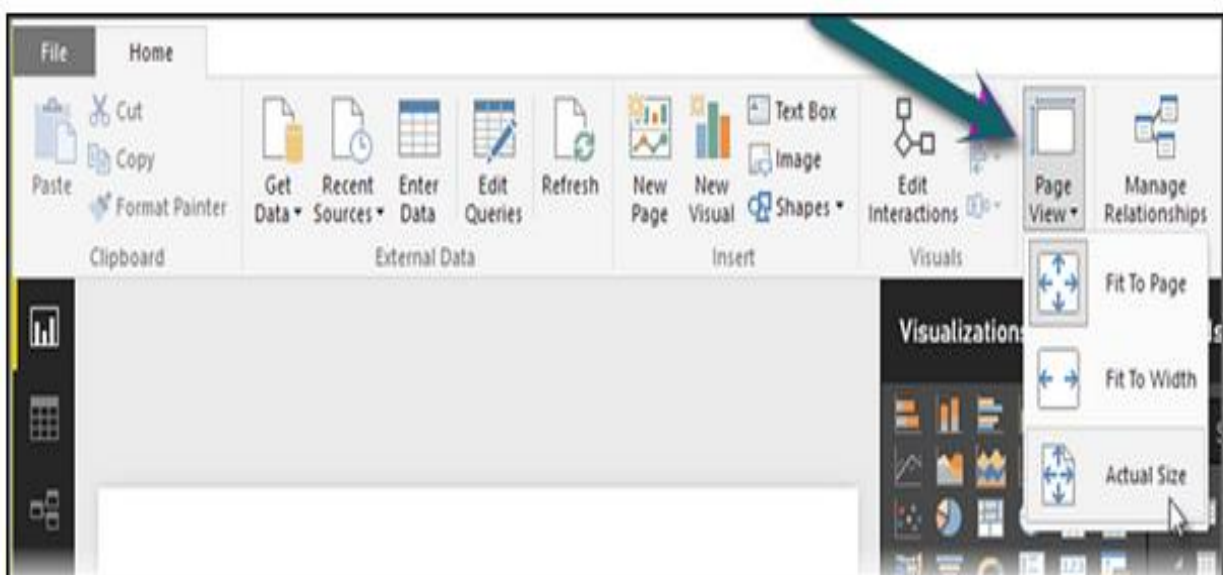 File Home
Cut
Copy
Format Painter
Paste
Clipboard
Get Data
Recent Sources
Enter Data
Edit Queries
Refresh
External Data
New Page
New Visual
Text Box
Image
Shapes
Insert
Edit Interactions
Visuals
Page View
Manage Relationships
Fit To Page
Fit To Width
Actual Size
Visualizations
123